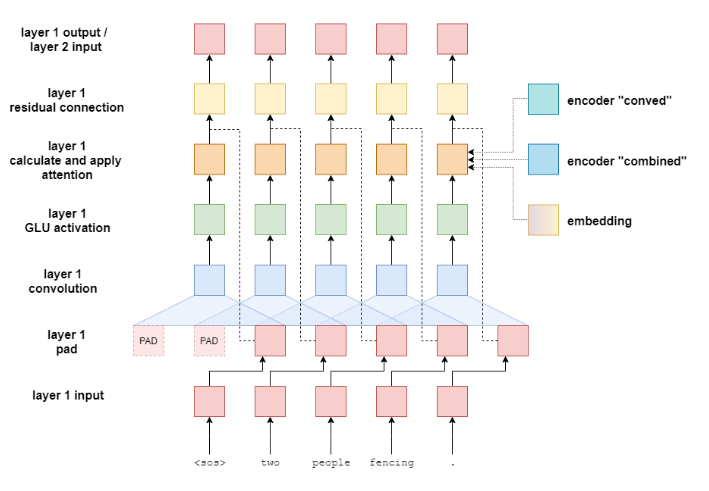 layer 1 output /
layer 2 input
layer 1
residual connection
encoder "conved"
layer 1
calculate and apply
attention
encoder "combined"
layer 1
GLU activation
embedding
layer 1
convolution
layer 1
pad
PAD
PAD
layer 1 input
<sos> two people fencing .